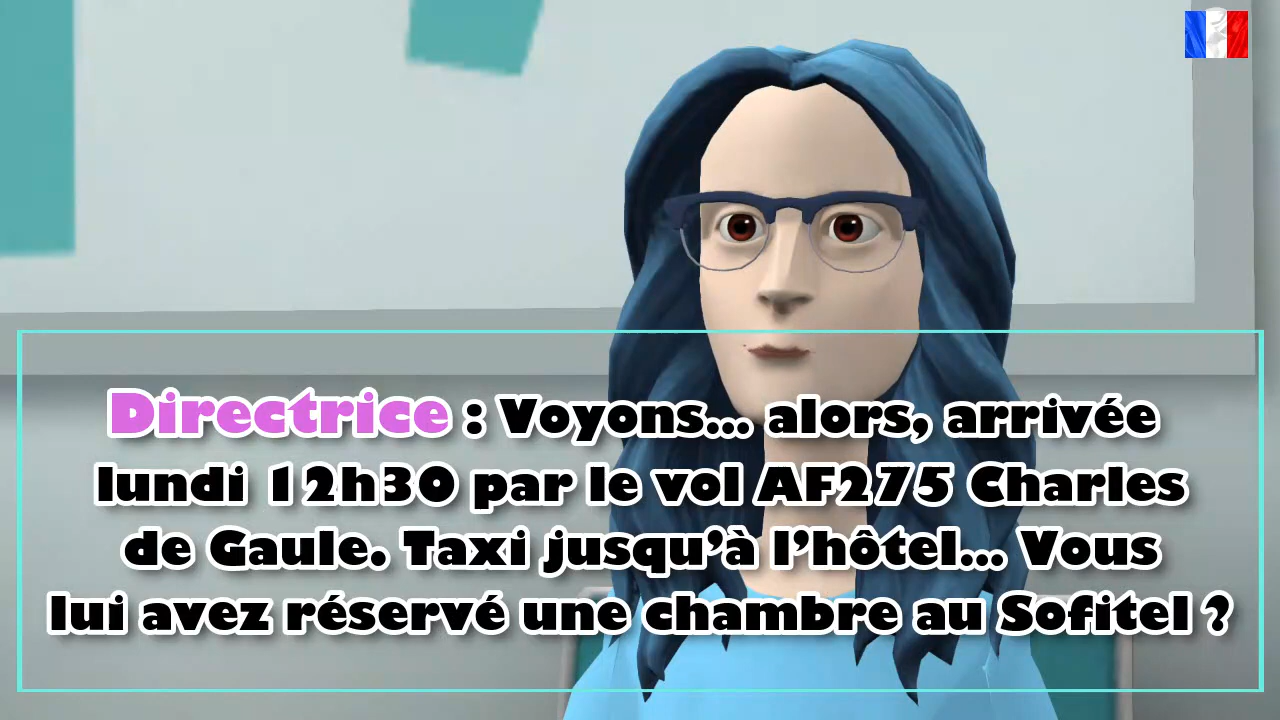 Directrice : Voyons... alors, arrivée
lundi 12h30 par le vol AF275 Charles
de Gaule. Taxi jusqu’à l’hôtel... Vous
lui avez réservé une chambre au Sofitel ?